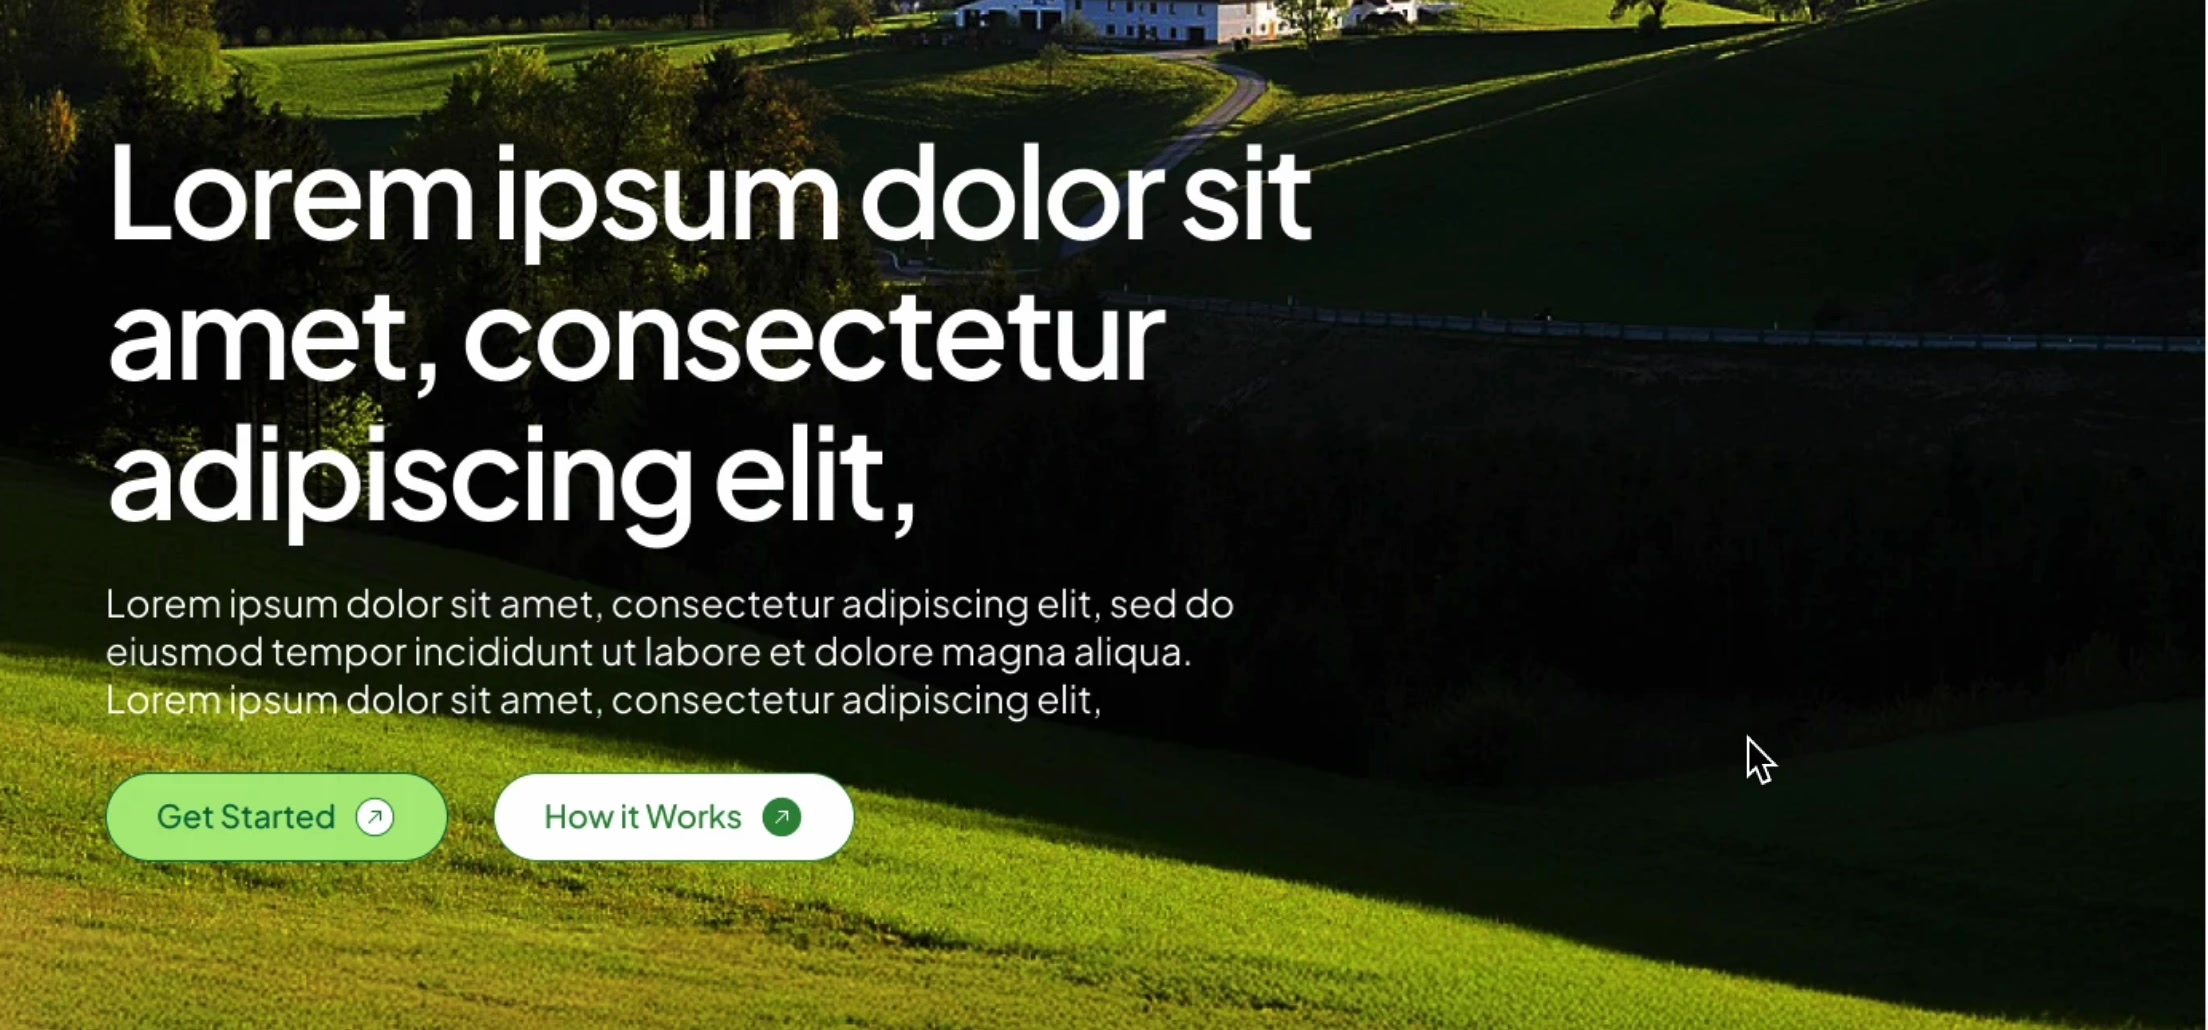 Lorem ipsum dolor sit
amet, consectetur
adipiscing elit,
Lorem ipsum dolor sit amet, consectetur adipiscing elit, sed do
eiusmod tempor incididunt ut labore et dolore magna aliqua.
Lorem ipsum dolor sit amet, consectetur adipiscing elit,
Get Started
How it Works